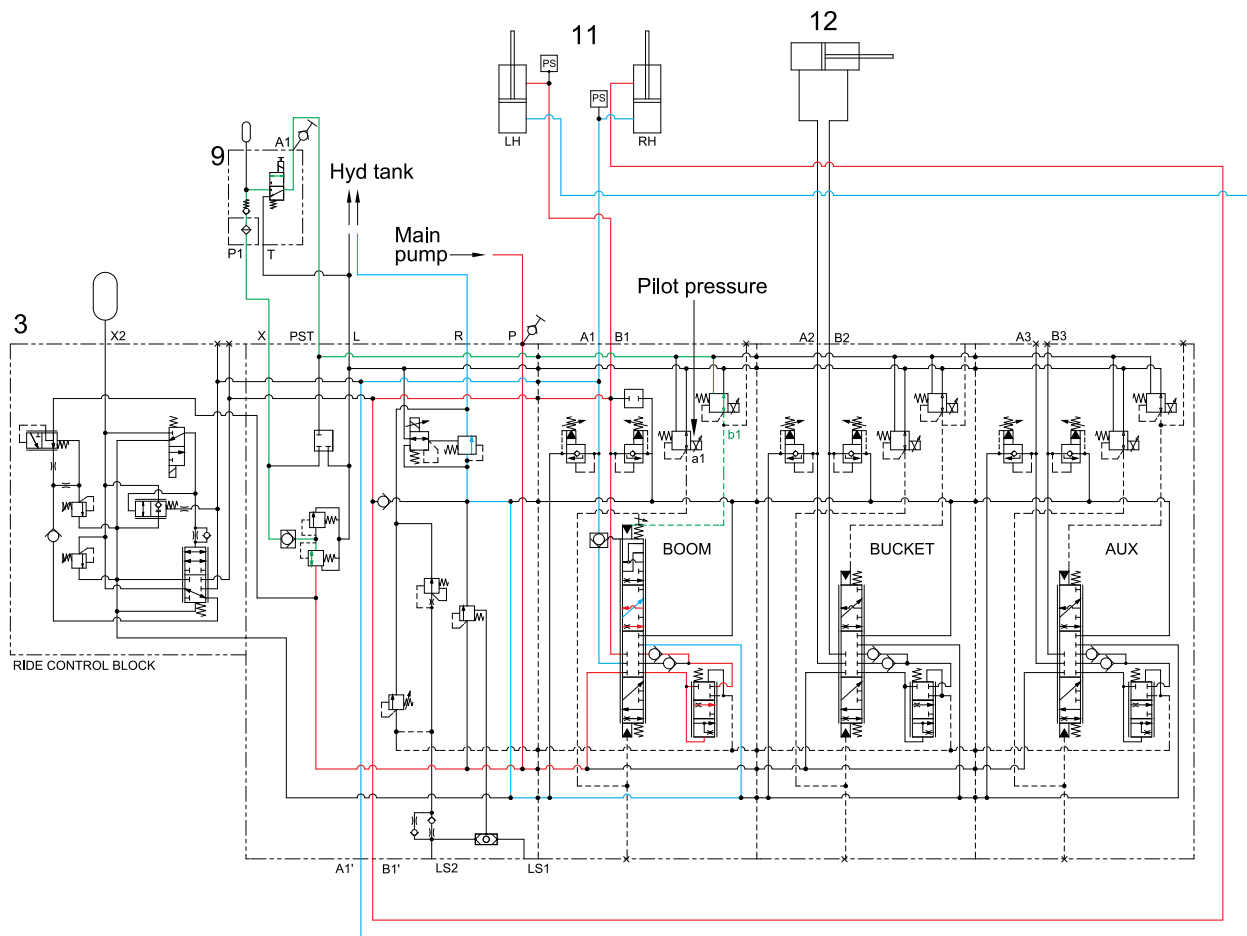 11
12
PS
PS
A1
9
LH
RH
Hyd tank
Main
pump
P1
T
Pilot pressure
3
X2
X
PST
L
R
P
A1
B1
A2
B2
A3
B3
b1
a1
BOOM
BUCKET
AUX
RIDE CONTROL BLOCK
A1'
B1'
LS2
LS1